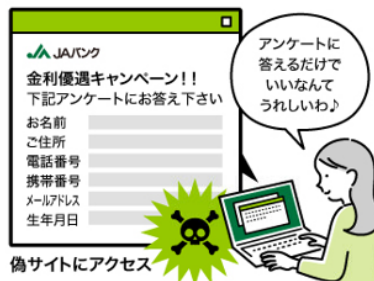 JAバンク
金利優遇キャンペーン!!
下記アンケートにお答え下さい
お名前
ご住所
電話番号
携帯番号
メールアドレス
生年月日
偽サイトにアクセス
アンケートに
答えるだけで
いいなんて
うれしいわ♪